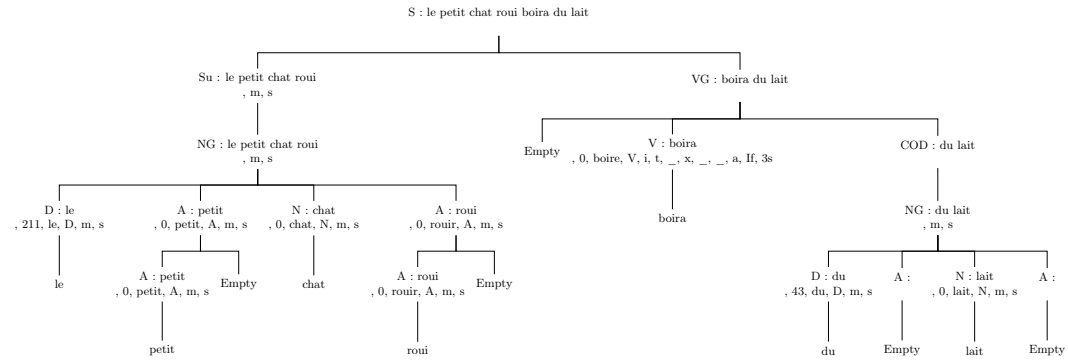 S : le petit chat roui boira du lait
Su : le petit chat roui
, m, s
VG : boira du lait
NG : le petit chat roui
, m, s
Empty
V : boira
, 0, boire, V, i, t, _, x, _, _, a, If, 3s
COD : du lait
D : le
, 211, le, D, m, s
A : petit
, 0, petit, A, m, s
N : chat
, 0, chat, N, m, s
A : roui
, 0, rouir, A, m, s
boira
NG : du lait
, m, s
le
A : petit
, 0, petit, A, m, s
Empty
chat
A : roui
, 0, rouir, A, m, s
Empty
D : du
, 43, du, D, m, s
A :
N : lait
, 0, lait, N, m, s
A :
petit
roui
du
Empty
lait
Empty